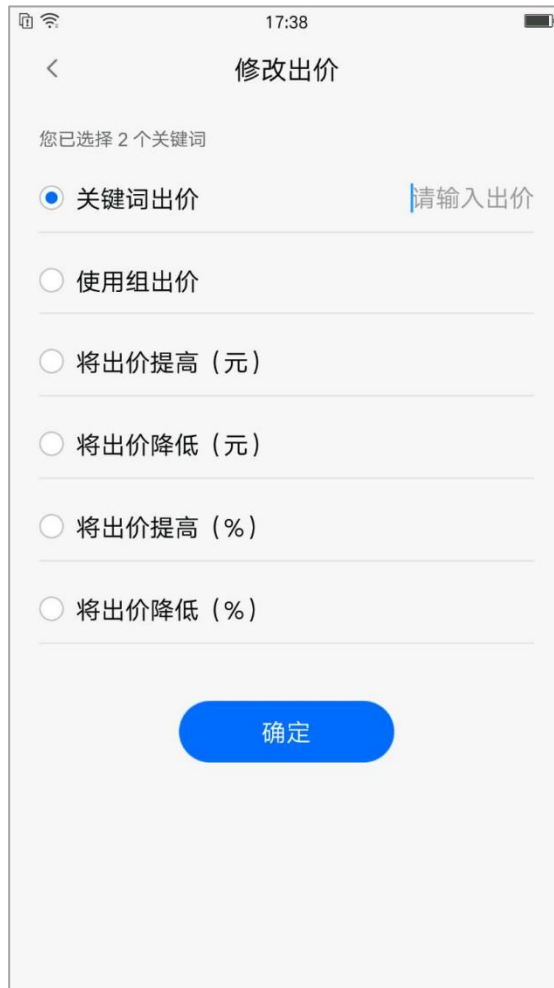 17:38
修改出价
您已选择 2 个关键词
关键词出价 请输入出价
使用组出价
将出价提高（元）
将出价降低（元）
将出价提高（%）
将出价降低（%）
确定